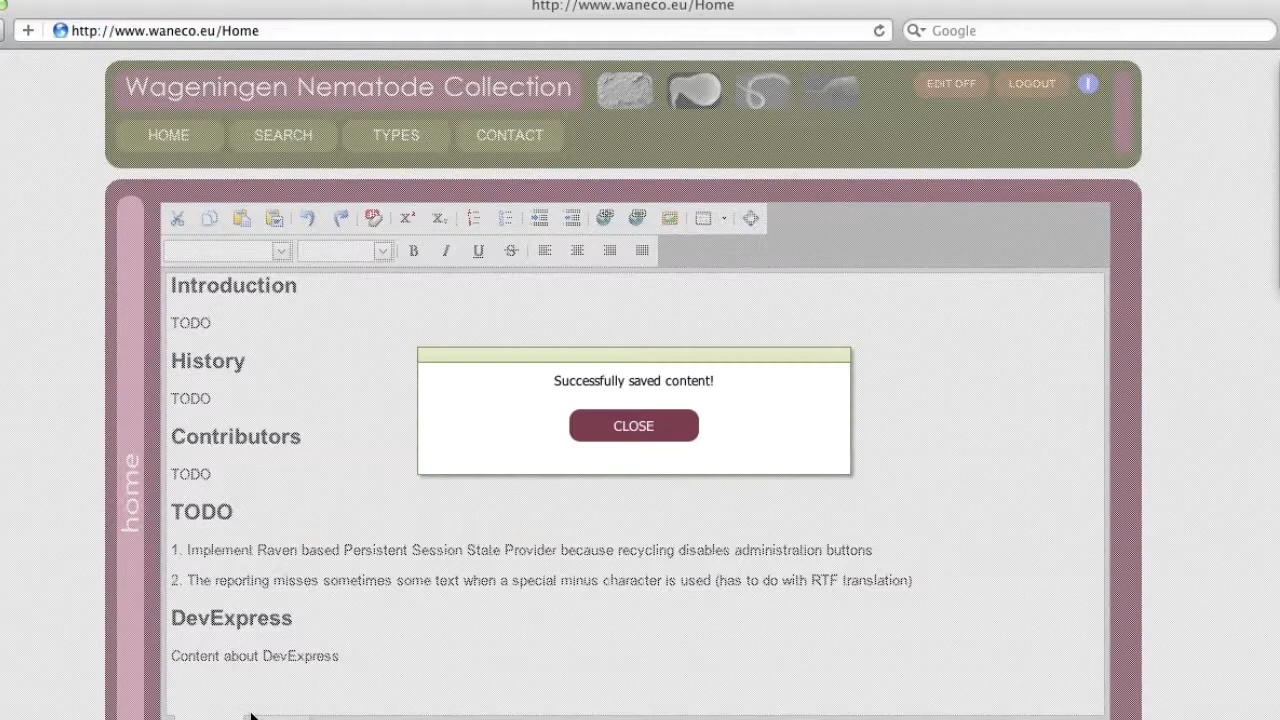 http://www.waneco.eu/Home
http://www.waneco.eu/Home
Google
Wageningen Nematode Collection
EDIT OFF
LOGOUT
HOME
SEARCH
TYPES
CONTACT
home
Introduction
TODO
History
TODO
Contributors
TODO
TODO
1. Implement Raven based Persistent Session State Provider because recycling disables administration buttons
2. The reporting misses sometimes some text when a special minus character is used (has to do with RTF translation)
DevExpress
Content about DevExpress
Successfully saved content!
CLOSE